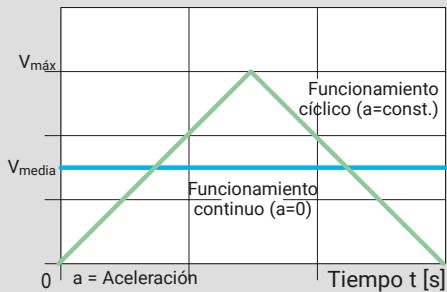 Vmáx
Funcionamiento
cíclico (a=const.)
Vmedia
Funcionamiento
continuo (a=0)
0
a = Aceleración
Tiempo t [s]